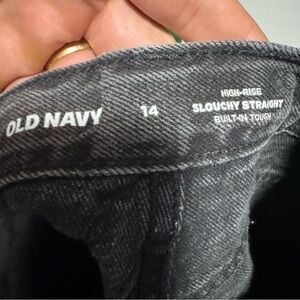 OLD NAVY
14
HIGH-RISE
SLOUCHY STRAIGHT
BUILT-IN TOUGH